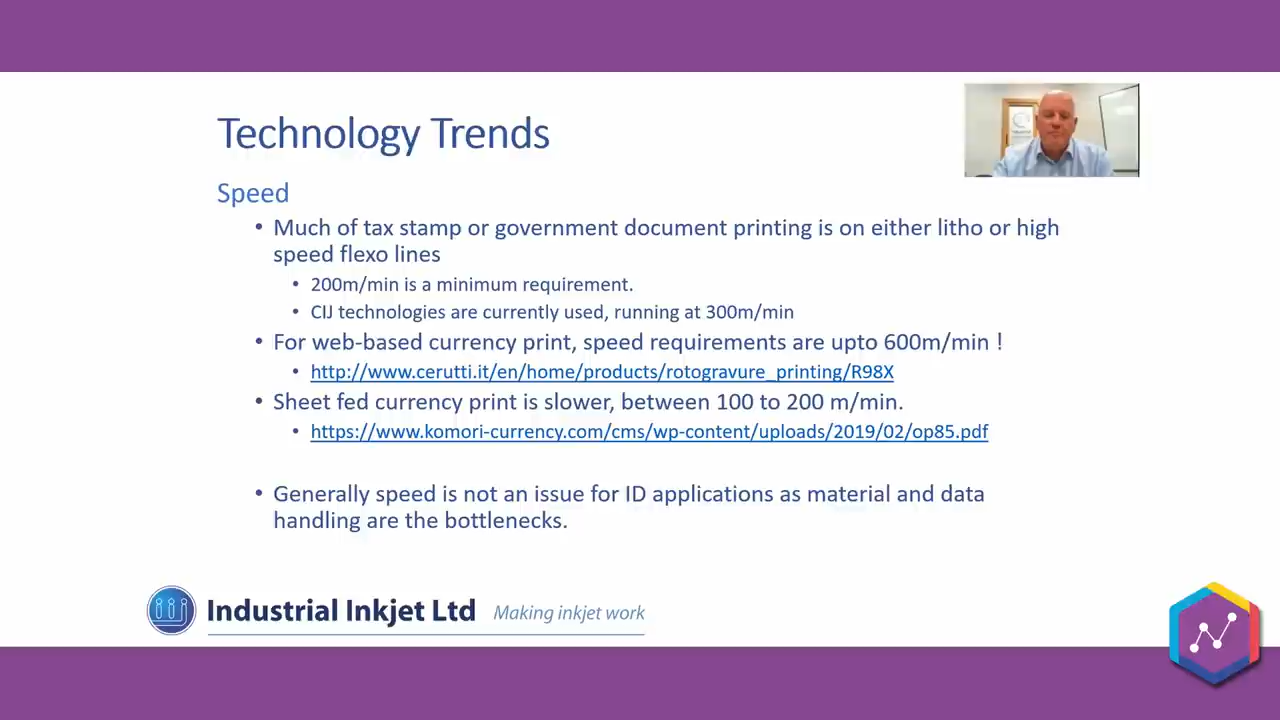 Technology Trends
Speed
• Much of tax stamp or government document printing is on either litho or high
speed flexo lines
• 200m/min is a minimum requirement.
• CIJ technologies are currently used, running at 300m/min
• For web-based currency print, speed requirements are upto 600m/min !
• http://www.cerutti.it/en/home/products/rotogravure_printing/R98X
• Sheet fed currency print is slower, between 100 to 200 m/min.
• https://www.komori-currency.com/cms/wp-content/uploads/2019/02/op85.pdf
• Generally speed is not an issue for ID applications as material and data
handling are the bottlenecks.
Industrial Inkjet Ltd Making inkjet work